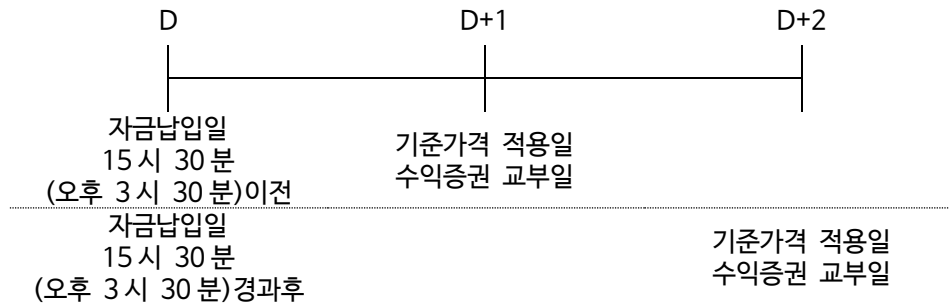 D D+1 D+2
자금납입일
15시 30분
(오후 3시 30분)이전
기준가격 적용일
수익증권 교부일
자금납입일
15시 30분
(오후 3시 30분)경과후
기준가격 적용일
수익증권 교부일